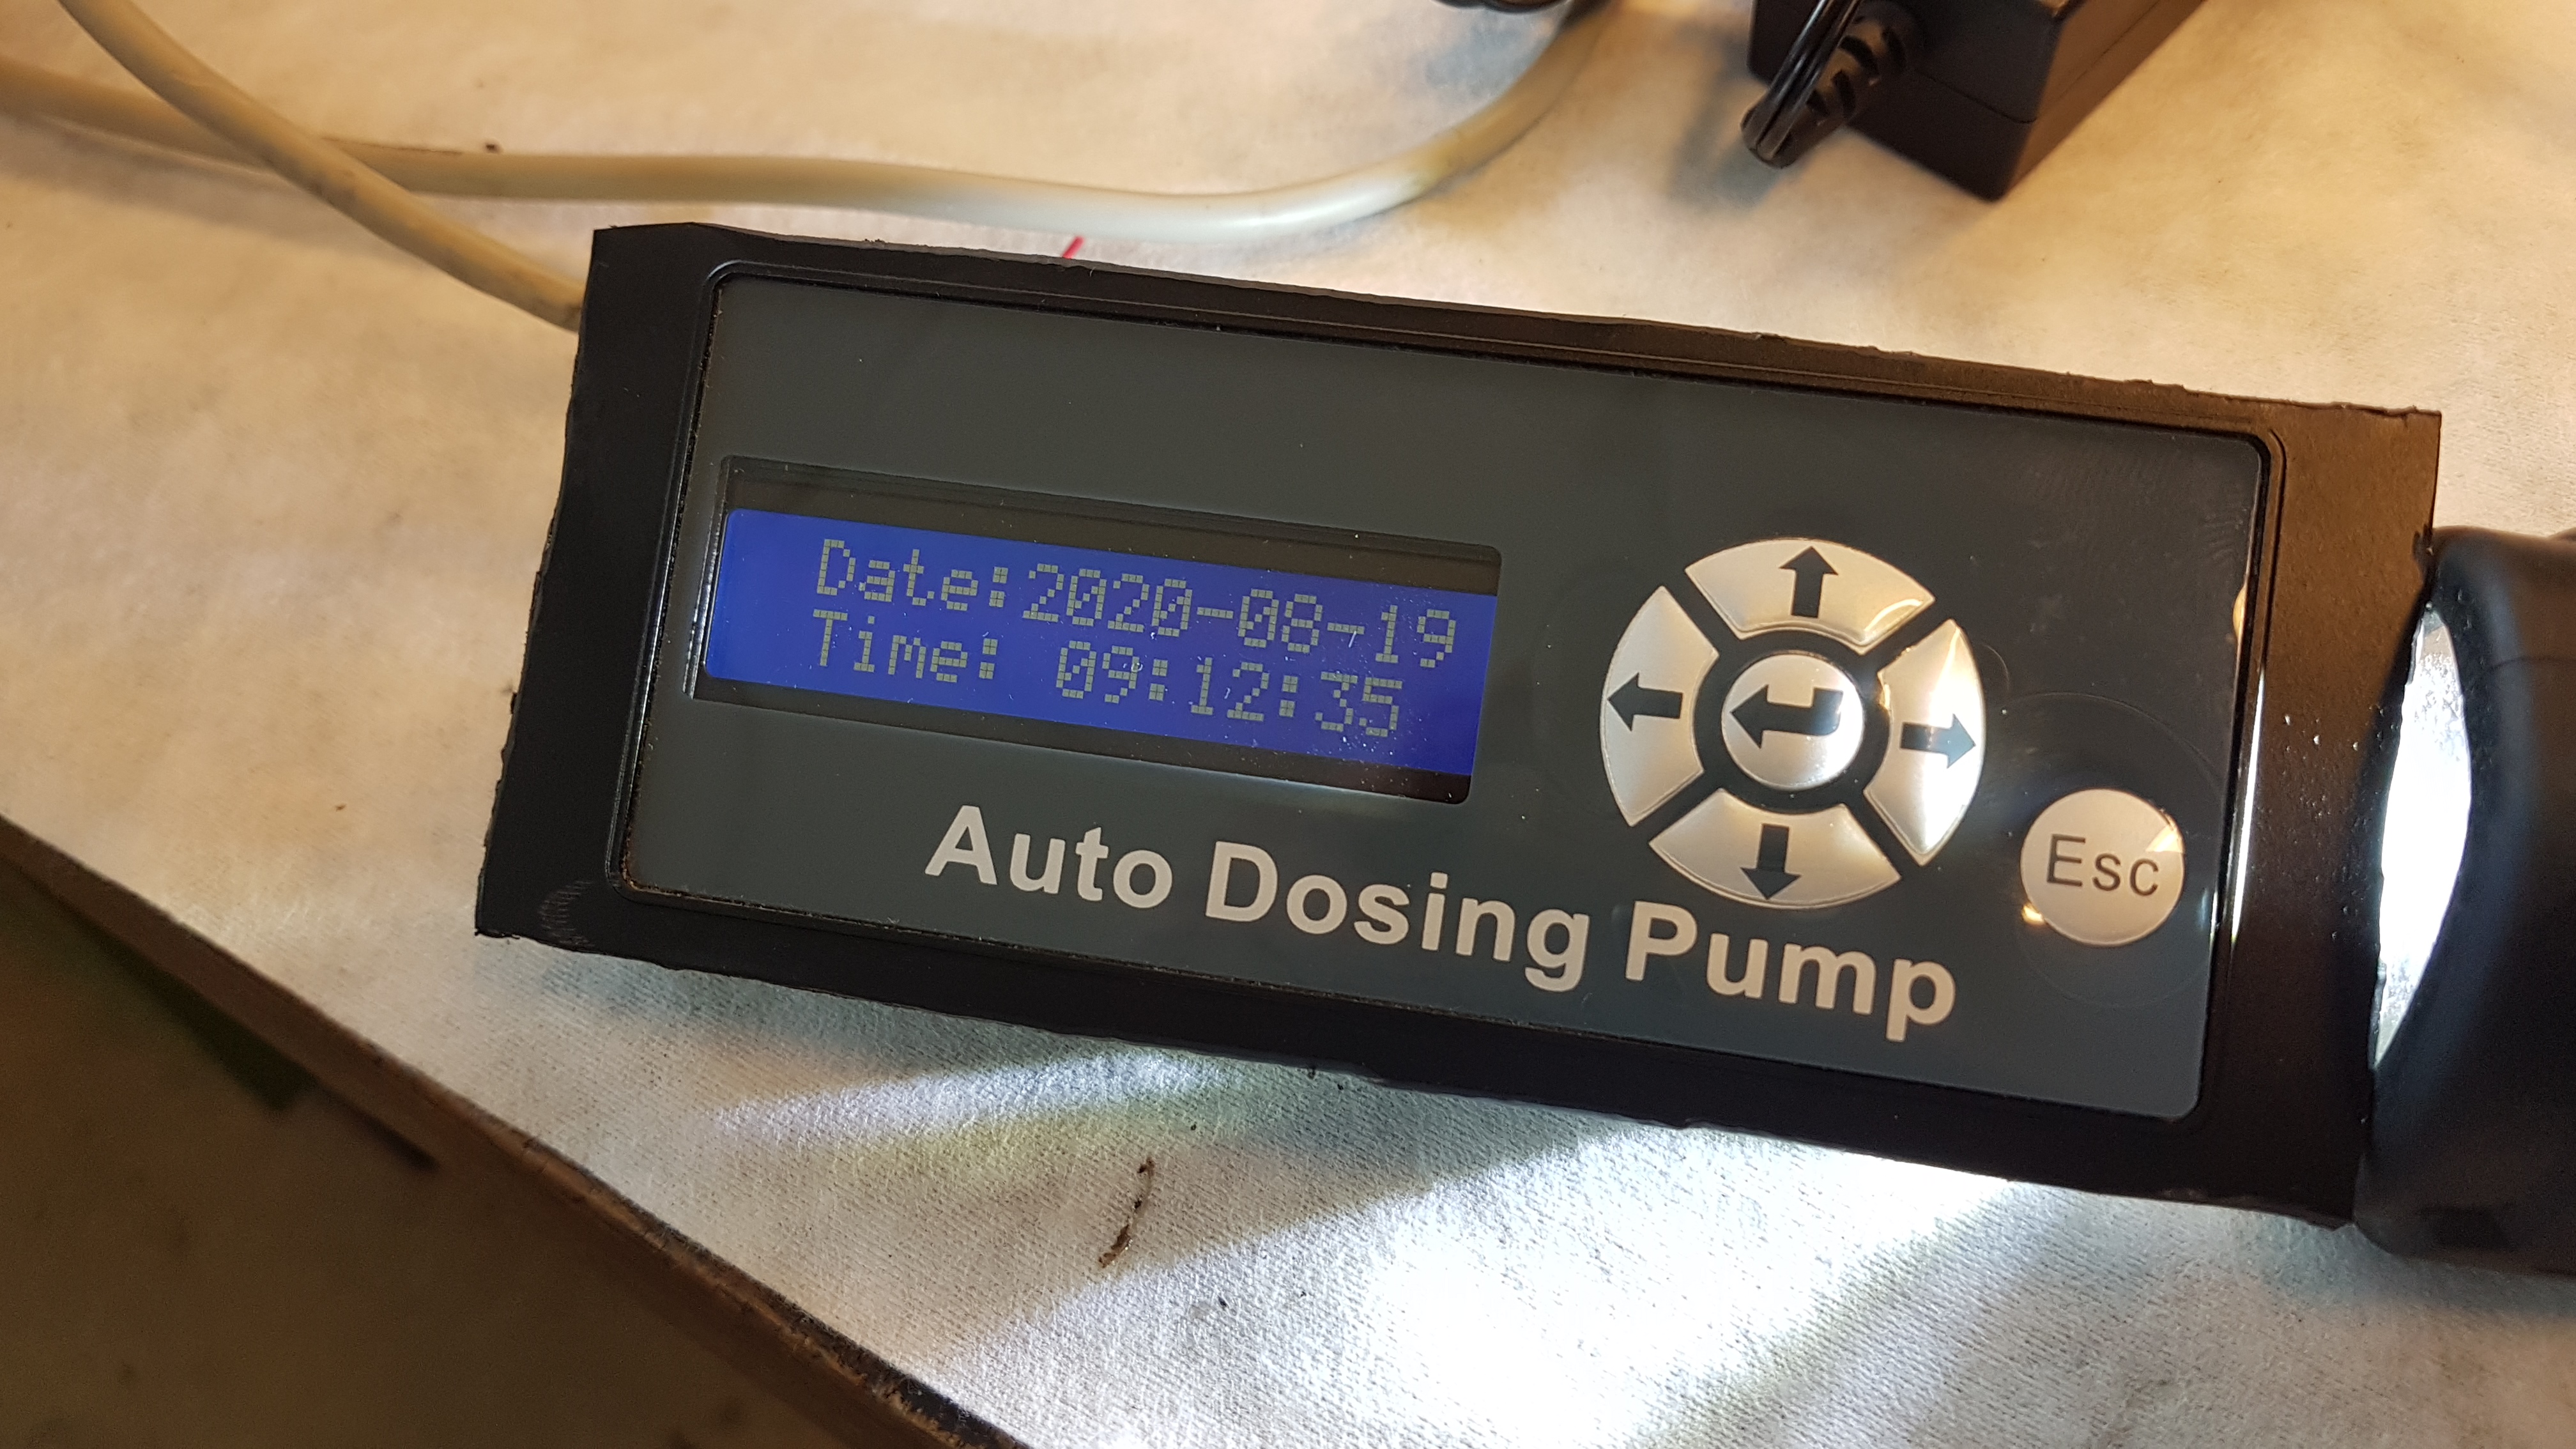 Date:2020-08-19
Time: 09:12:35
Auto Dosing Pump
Esc